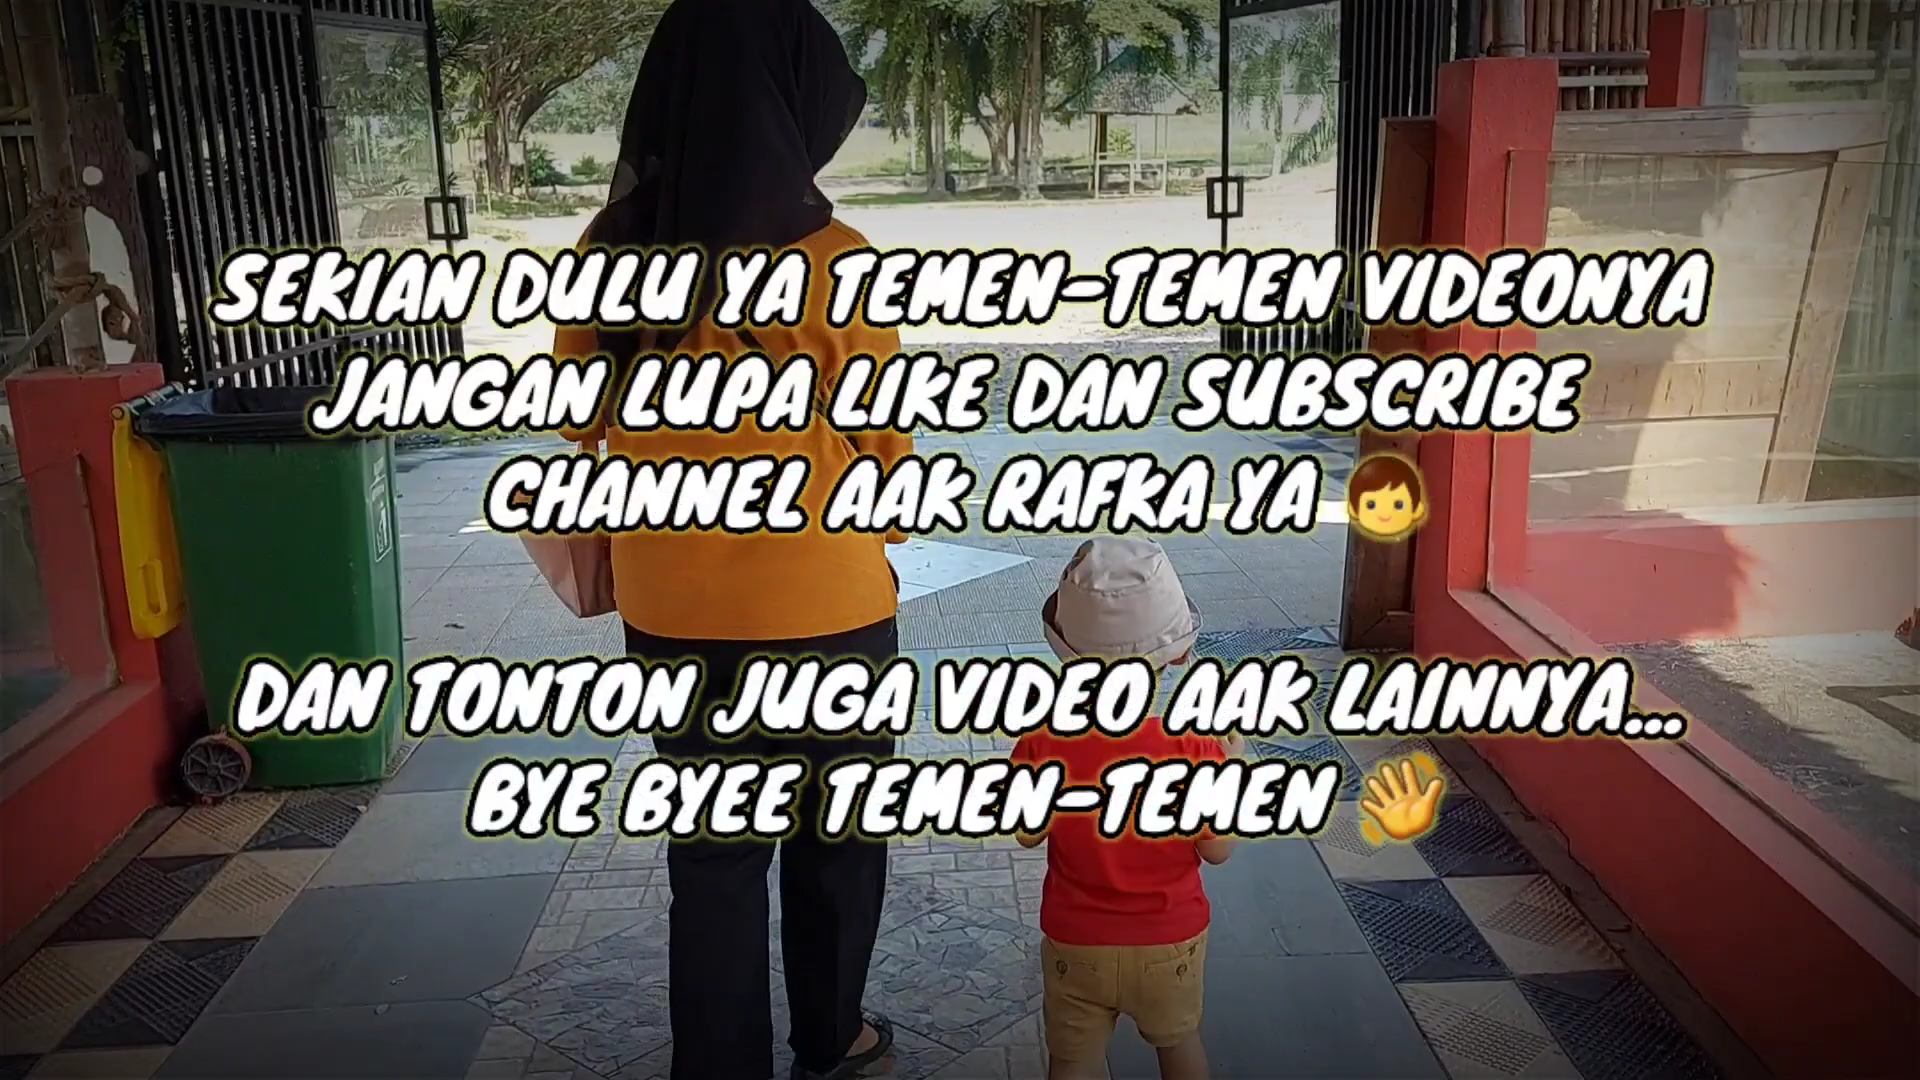 SEKIAN DULU YA TEMEN-TEMEN VIDEONYA
JANGAN LUPA LIKE DAN SUBSCRIBE
CHANNEL AAK RAFKA YA 👦
DAN TONTON JUGA VIDEO AAK LAINNYA...
BYE BYEE TEMEN-TEMEN 👋